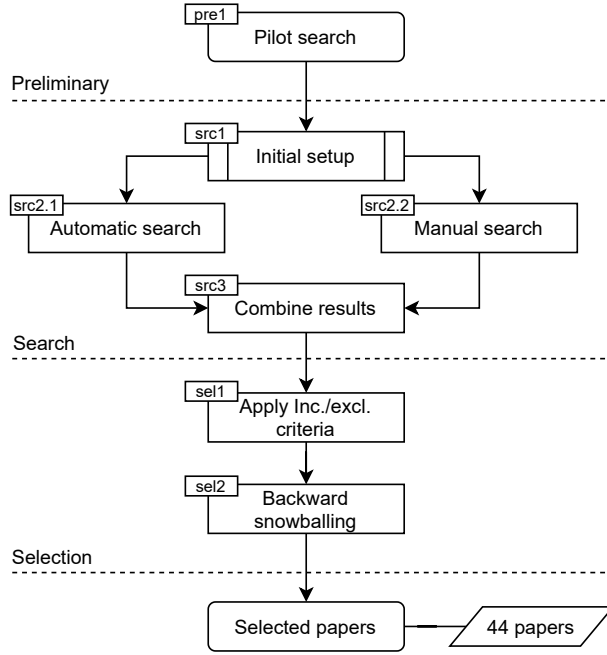 pre1
Pilot search
Preliminary
src1
Initial setup
src2.1
Automatic search
src2.2
Manual search
src3
Combine results
Search
sel1
Apply Inc./excl.
criteria
sel2
Backward
snowballing
Selection
Selected papers
44 papers